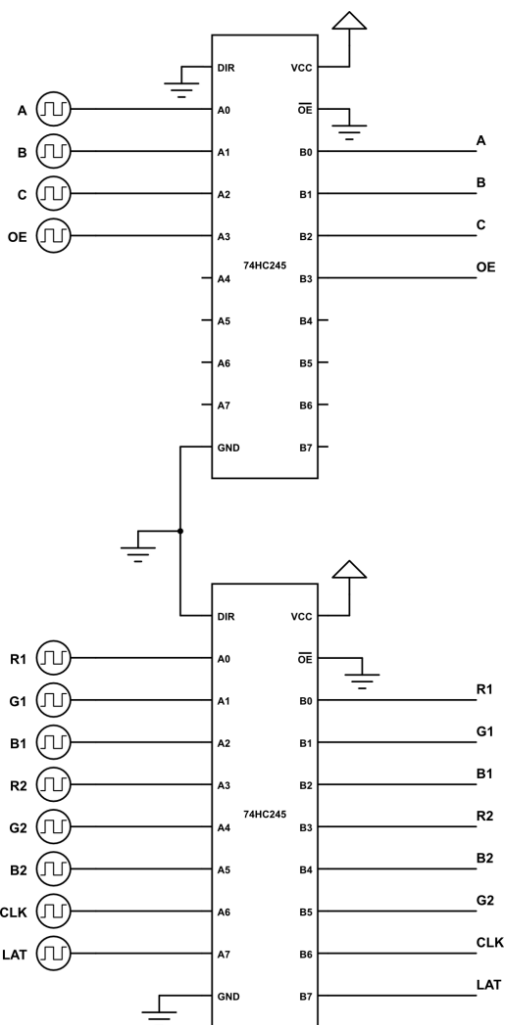 DIR VCC
A A0 OE
B A1 B0 A
C A2 B1 B
OE A3 B2 C
74HC245
A4 B3 OE
A5 B4
A6 B5
A7 B6
GND B7
DIR VCC
R1 A0 OE
G1 A1 B0 R1
B1 A2 B1 G1
R2 A3 B2 B1
74HC245
G2 A4 B3 R2
B2 A5 B4 B2
CLK A6 B5 G2
LAT A7 B6 CLK
GND B7 LAT